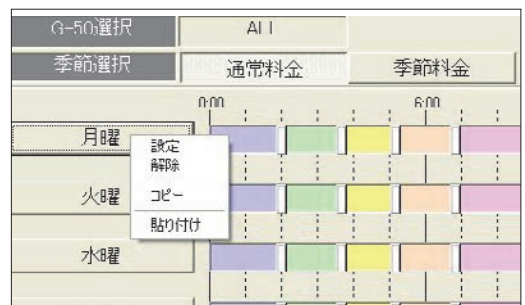 G-50選択 ALL
季節選択 通常料金 季節料金
0:00 6:00
月曜
設定
解除
コピー
貼り付け
火曜
水曜